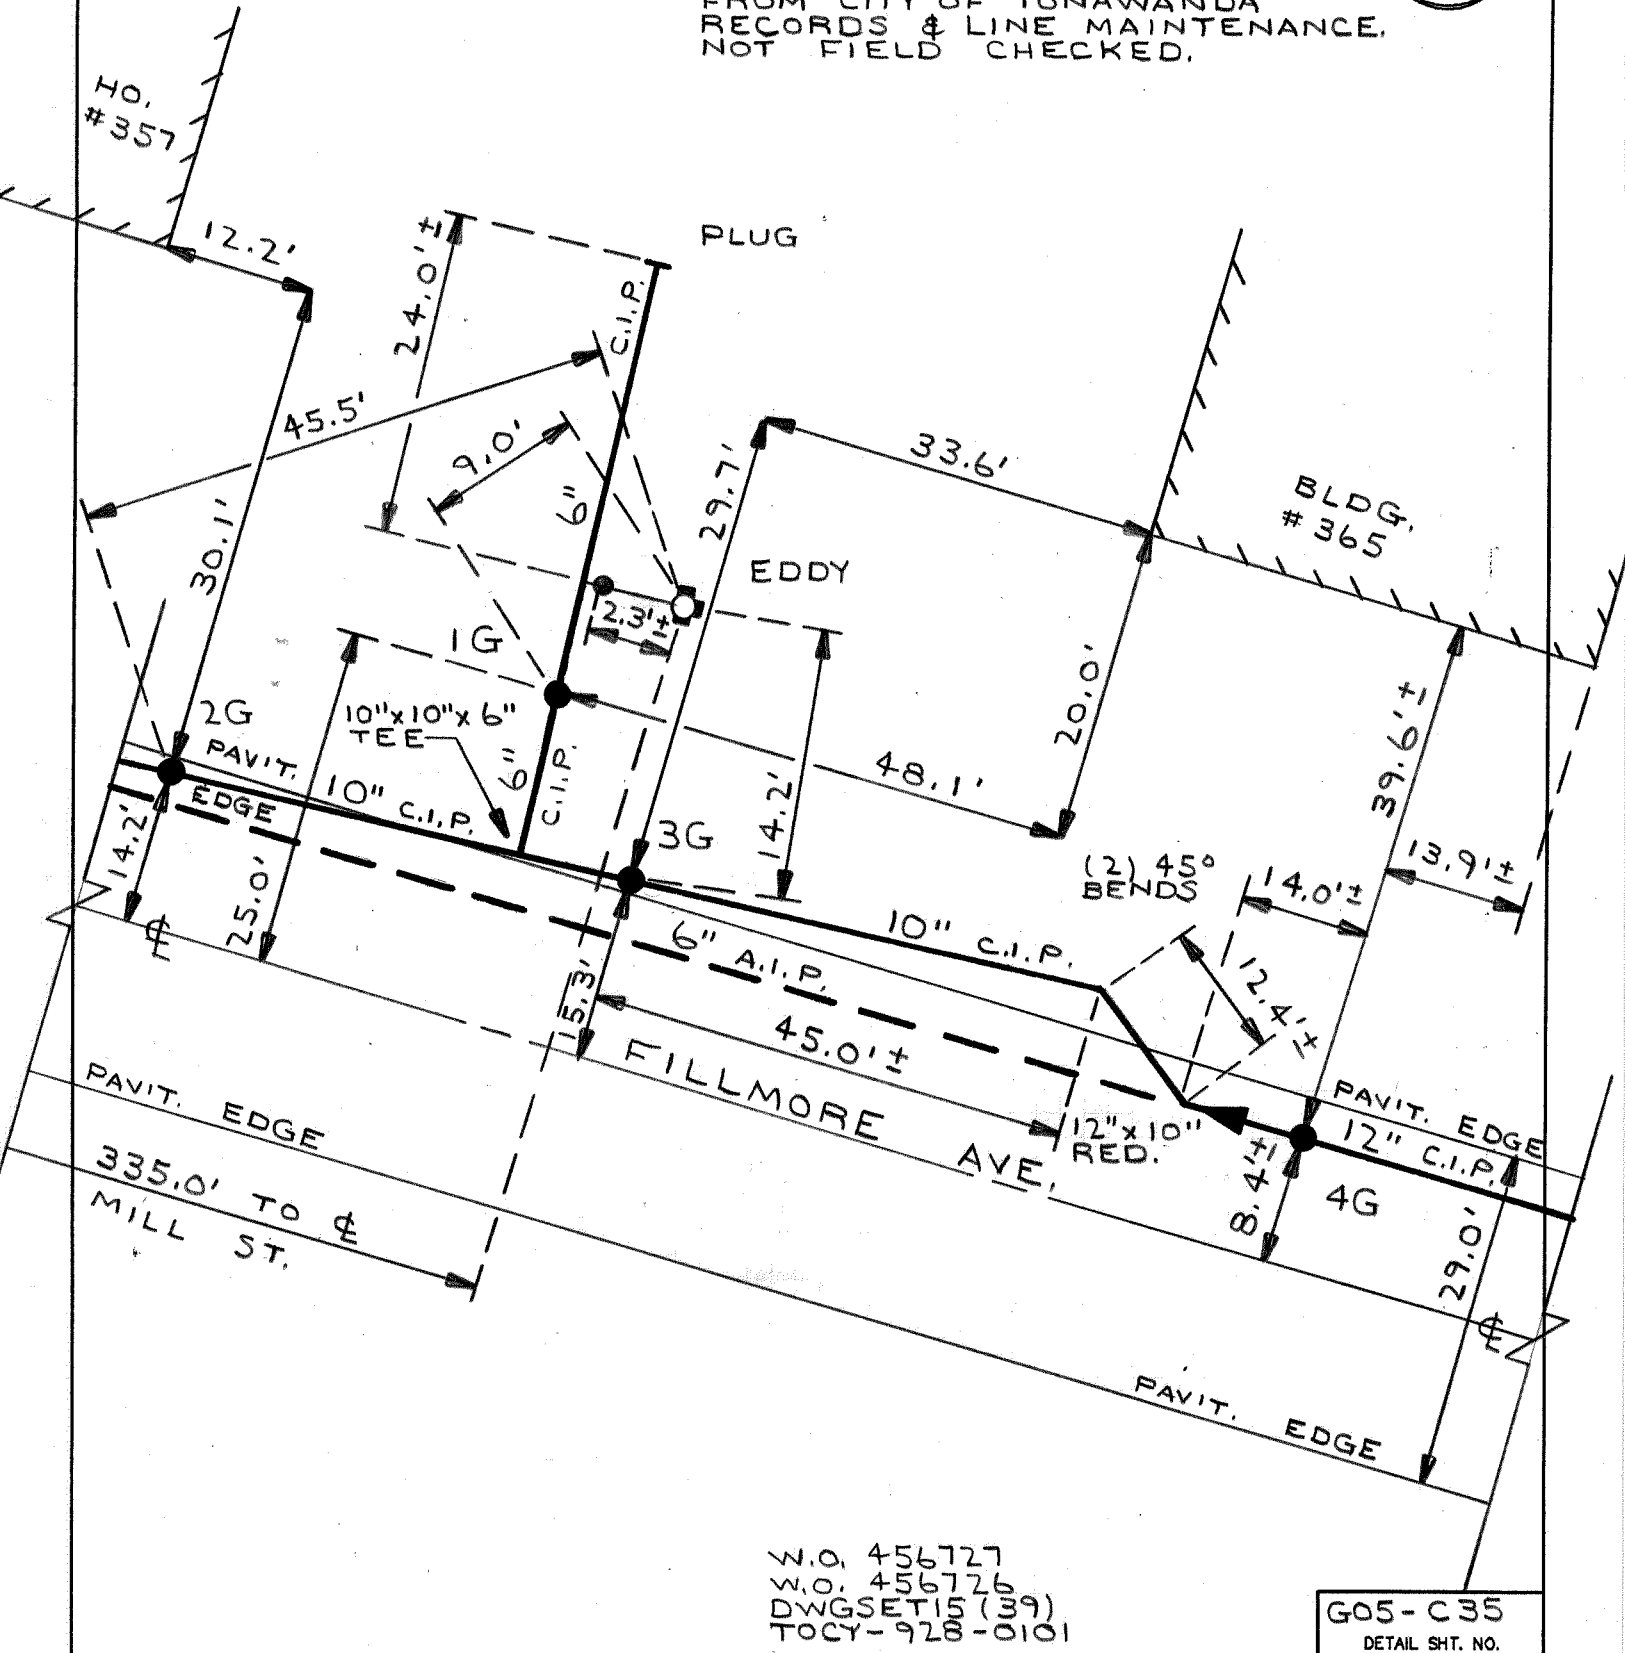 FROM CITY OF TONAWANDA
RECORDS & LINE MAINTENANCE.
NOT FIELD CHECKED.
HO.
#357
12.2'
24.0'±
PLUG
C.I.P.
45.5'
9.0'
6"
30.1'
29.7'
33.6'
BLDG.
#365
EDDY
2.3'±
1G
20.0'
39.6'±
2G
10"x10"x6"
TEE
PAVIT.
EDGE
10" C.I.P.
6"
C.I.P.
48.1'
14.2'
14.2'
3G
25.0'
℄
(2) 45°
BENDS
14.0'±
13.9'±
10" C.I.P.
6" A.I.P.
12.4'±
15.3'
45.0'±
FILLMORE AVE.
PAVIT. EDGE
12"x10"
RED.
PAVIT. EDGE
12" C.I.P.
8.4'±
4G
29.0'
335.0' TO ℄
MILL ST.
℄
PAVIT. EDGE
W.O. 456727
W.O. 456726
DWGSET15 (39)
TOCY-928-0101
G05-C35
DETAIL SHT. NO.